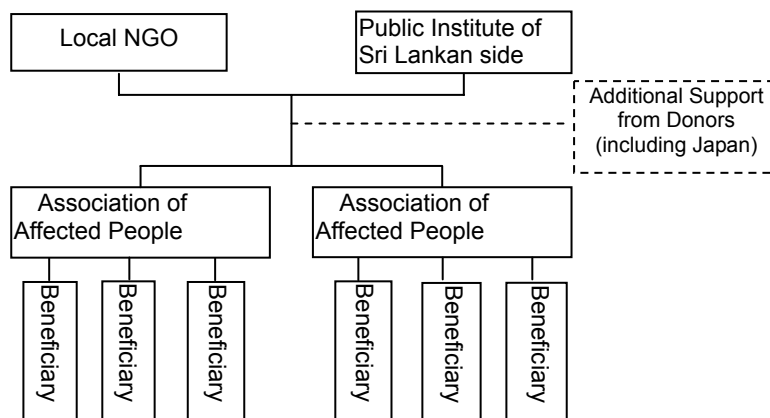 Local NGO
Public Institute of
Sri Lankan side
Additional Support
from Donors
(including Japan)
Association of
Affected People
Association of
Affected People
Beneficiary
Beneficiary
Beneficiary
Beneficiary
Beneficiary
Beneficiary